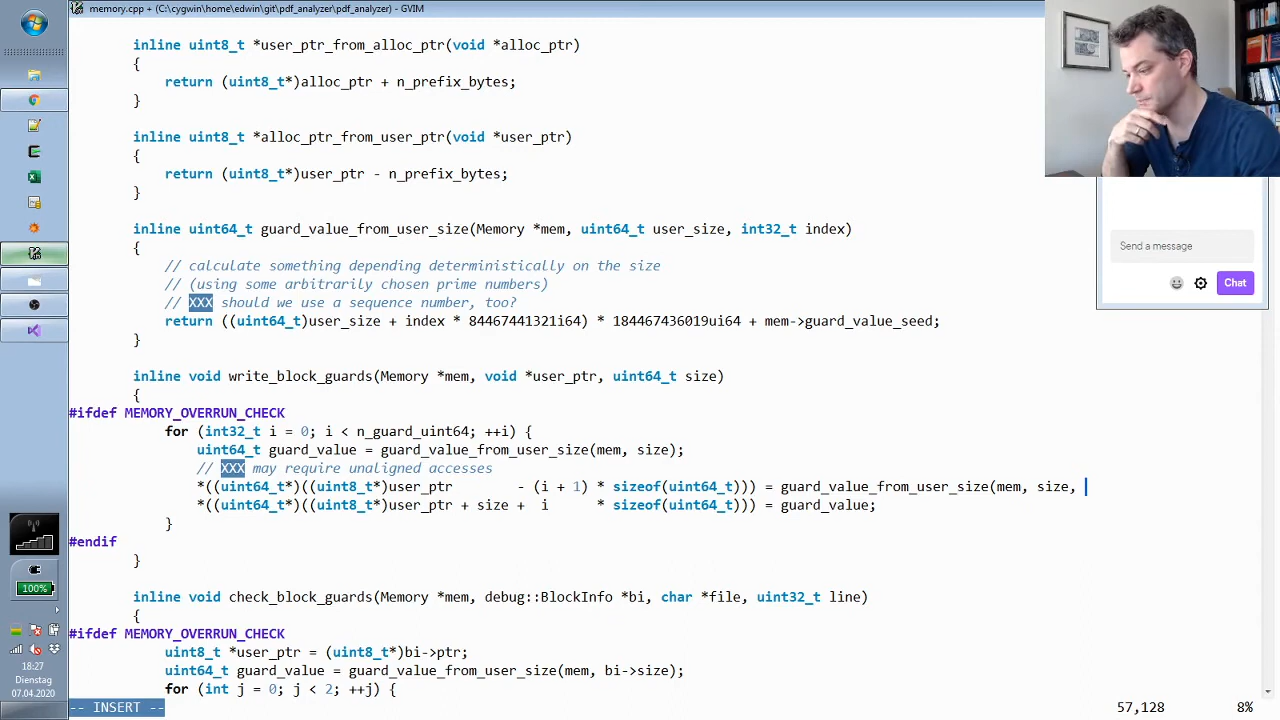 memory.cpp + (C:\cygwin\home\edwin\git\pdf_analyzer\pdf_analyzer) - GVIM
inline uint8_t *user_ptr_from_alloc_ptr(void *alloc_ptr)
{
return (uint8_t*)alloc_ptr + n_prefix_bytes;
}
inline uint8_t *alloc_ptr_from_user_ptr(void *user_ptr)
{
return (uint8_t*)user_ptr - n_prefix_bytes;
}
inline uint64_t guard_value_from_user_size(Memory *mem, uint64_t user_size, int32_t index)
{
// calculate something depending deterministically on the size
// (using some arbitrarily chosen prime numbers)
// XXX should we use a sequence number, too?
return ((uint64_t)user_size + index * 84467441321i64) * 184467436019ui64 + mem->guard_value_seed;
}
inline void write_block_guards(Memory *mem, void *user_ptr, uint64_t size)
{
#ifdef MEMORY_OVERRUN_CHECK
for (int32_t i = 0; i < n_guard_uint64; ++i) {
uint64_t guard_value = guard_value_from_user_size(mem, size);
// XXX may require unaligned accesses
*((uint64_t*)((uint8_t*)user_ptr - (i + 1) * sizeof(uint64_t))) = guard_value_from_user_size(mem, size,
*((uint64_t*)((uint8_t*)user_ptr + size + i * sizeof(uint64_t))) = guard_value;
}
#endif
}
inline void check_block_guards(Memory *mem, debug::BlockInfo *bi, char *file, uint32_t line)
{
#ifdef MEMORY_OVERRUN_CHECK
uint8_t *user_ptr = (uint8_t*)bi->ptr;
uint64_t guard_value = guard_value_from_user_size(mem, bi->size);
for (int j = 0; j < 2; ++j) {
-- INSERT --
57,128
8%
Send a message
Chat
100%
18:27
Dienstag
07.04.2020